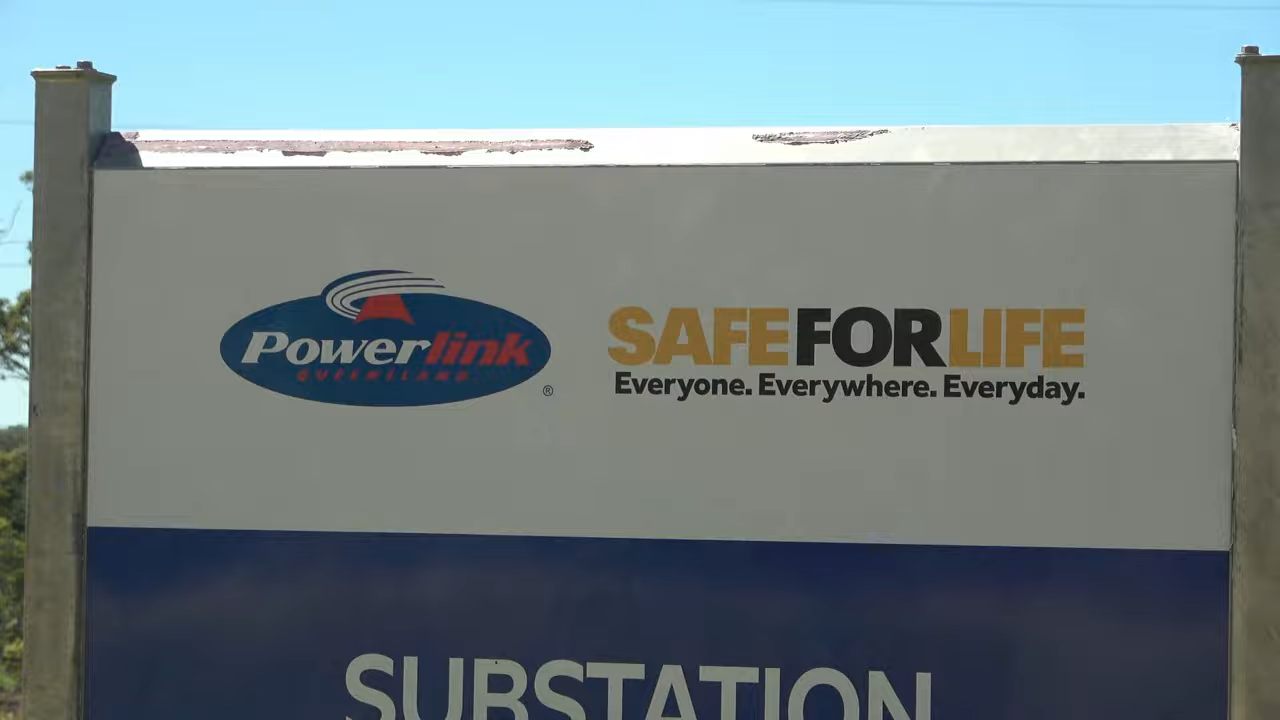 Powerlink
QUEENSLAND
®
SAFEFORLIFE
Everyone. Everywhere. Everyday.
SUBSTATION